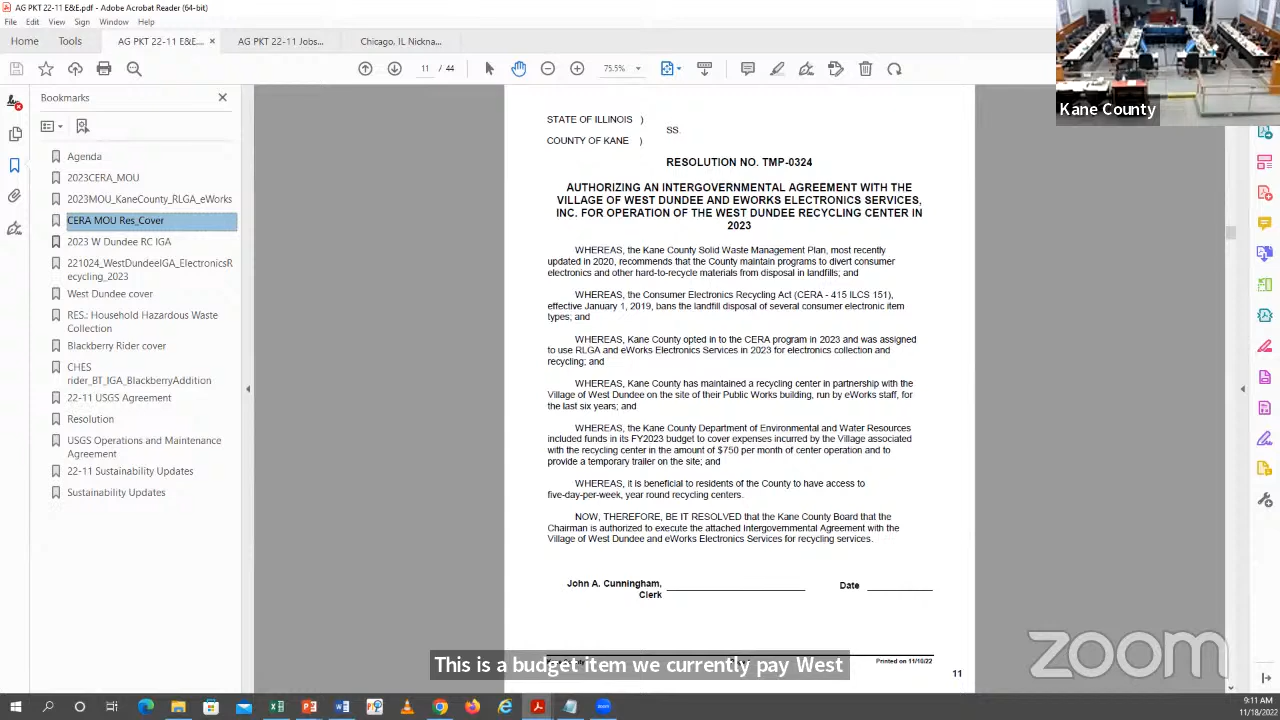 AG PKT 22-11 E&E.pdf - Adobe Acrobat Reader (64-bit)
File Edit View Sign Window Help
Home Tools AG PKT 22-11 E&E... × AG PKT 22-11 Jobs... Chicago, IL Nickna...
11 / 44 75.5%
Kane County
Bookmarks
Agenda
2023CERA_MOU
2023MOU_KaneCounty_RLGA_eWorks
CERA MOU Res_Cover
2023 W Dundee RC IGA
221024_WestDundeeIGA_ElectronicsR
ecycling_2023
West Dundee cover
RES.: Household Hazardous Waste
Collection
Blackberry Rider cover
CHES
rider_BT_IGA_BlackberryAddition
22-11 USGS Agreement
Resolution
USGS Operations and Maintenance
Agreement
22-11 Sustainability Updates
Sustainability Updates
STATE OF ILLINOIS )
SS.
COUNTY OF KANE )
RESOLUTION NO. TMP-0324
AUTHORIZING AN INTERGOVERNMENTAL AGREEMENT WITH THE
VILLAGE OF WEST DUNDEE AND EWORKS ELECTRONICS SERVICES,
INC. FOR OPERATION OF THE WEST DUNDEE RECYCLING CENTER IN
2023
WHEREAS, the Kane County Solid Waste Management Plan, most recently
updated in 2020, recommends that the County maintain programs to divert consumer
electronics and other hard-to-recycle materials from disposal in landfills; and
WHEREAS, the Consumer Electronics Recycling Act (CERA - 415 ILCS 151),
effective January 1, 2019, bans the landfill disposal of several consumer electronic item
types; and
WHEREAS, Kane County opted in to the CERA program in 2023 and was assigned
to use RLGA and eWorks Electronics Services in 2023 for electronics collection and
recycling; and
WHEREAS, Kane County has maintained a recycling center in partnership with the
Village of West Dundee on the site of their Public Works building, run by eWorks staff, for
the last six years; and
WHEREAS, the Kane County Department of Environmental and Water Resources
included funds in its FY2023 budget to cover expenses incurred by the Village associated
with the recycling center in the amount of $750 per month of center operation and to
provide a temporary trailer on the site; and
WHEREAS, it is beneficial to residents of the County to have access to
five-day-per-week, year round recycling centers.
NOW, THEREFORE, BE IT RESOLVED that the Kane County Board that the
Chairman is authorized to execute the attached Intergovernmental Agreement with the
Village of West Dundee and eWorks Electronics Services for recycling services.
John A. Cunningham, Date
Clerk
Printed on 11/10/22
11
This is a budget item we currently pay West
zoom
9:11 AM
11/18/2022